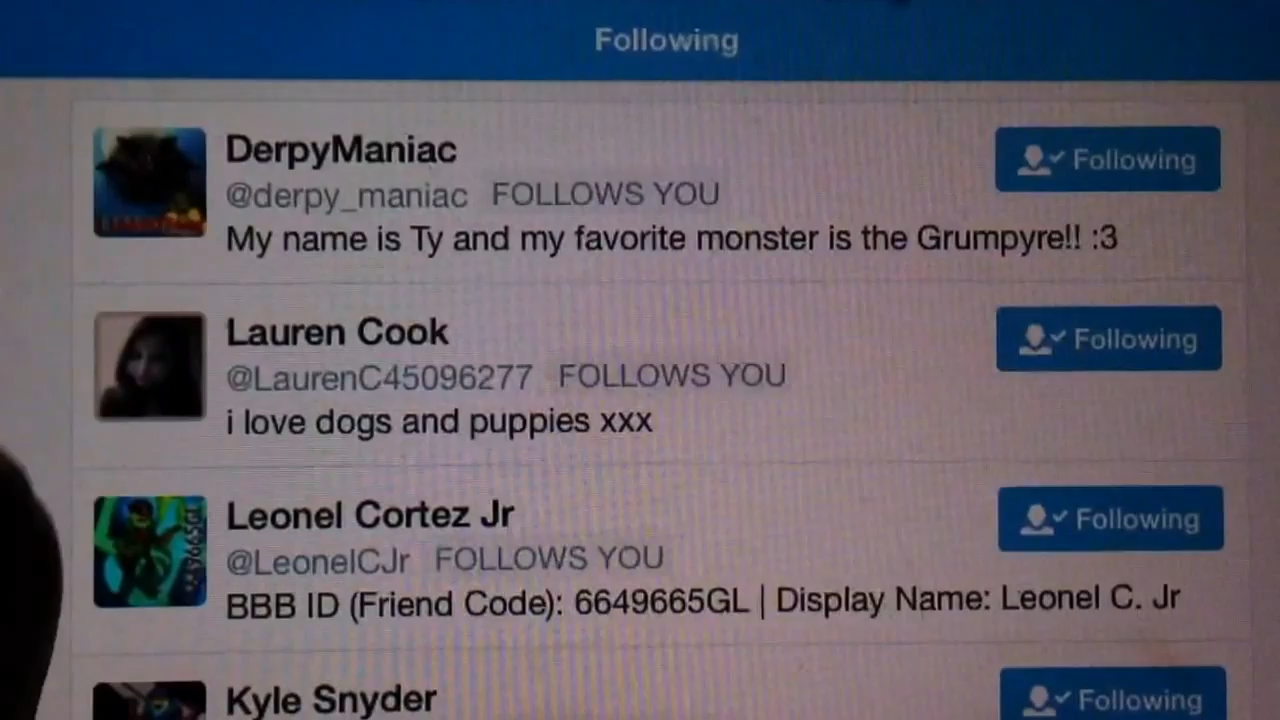 Following
DerpyManiac
Following
@derpy_maniac FOLLOWS YOU
My name is Ty and my favorite monster is the Grumpyre!! :3
Lauren Cook
Following
@LaurenC45096277 FOLLOWS YOU
i love dogs and puppies xxx
Leonel Cortez Jr
Following
@LeonelCJr FOLLOWS YOU
BBB ID (Friend Code): 6649665GL | Display Name: Leonel C. Jr
6649665GL
Kyle Snyder
Following